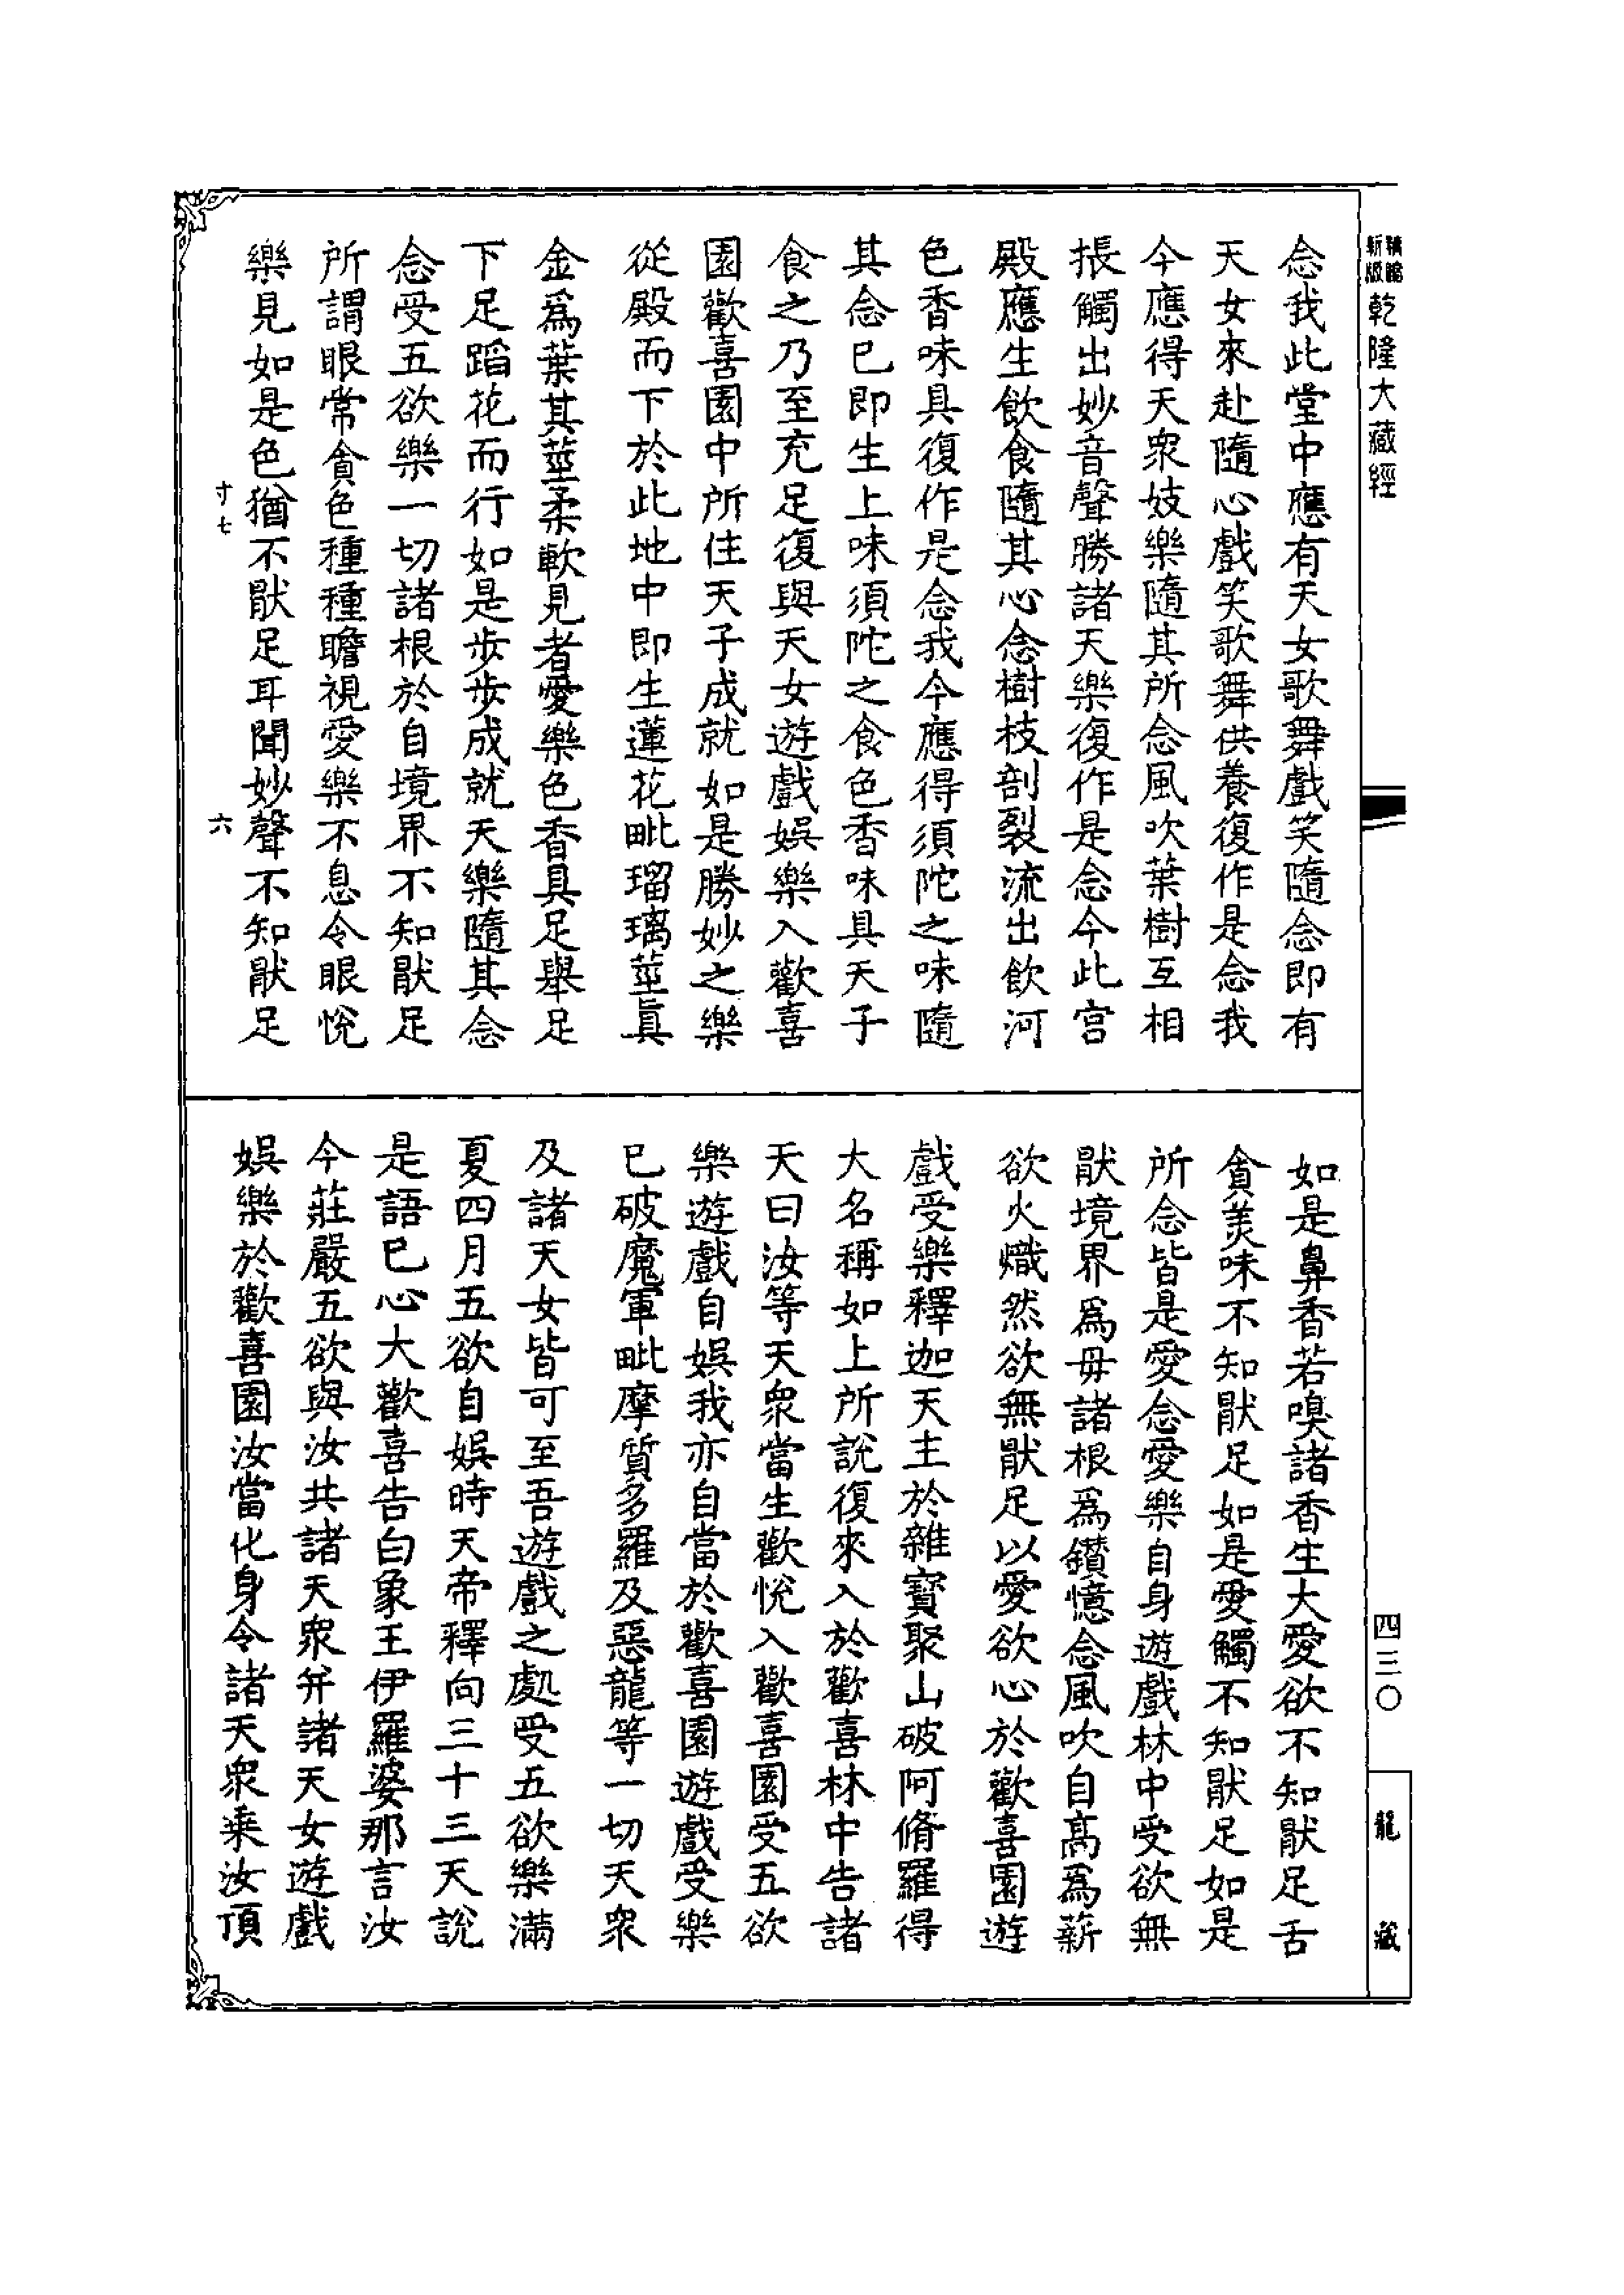 精縮
新版
乾隆大藏經
念我此堂中應有天女歌舞戲笑隨念即有
天女來赴隨心戲笑歌舞供養復作是念我
今應得天衆妓樂隨其所念風吹葉樹互相
掁觸出妙音聲勝諸天樂復作是念今此宮
殿應生飲食隨其心念樹枝剖裂流出飲河
色香味具復作是念我今應得須陀之味隨
其念已即生上味須陀之食色香味具天子
食之乃至充足復與天女遊戲娛樂入歡喜
園歡喜園中所住天子成就如是勝妙之樂
從殿而下於此地中即生蓮花毗瑠璃莖真
金爲葉其莖柔軟見者愛樂色香具足舉足
下足蹈花而行如是步步成就天樂隨其念
念受五欲樂一切諸根於自境界不知猒足
所謂眼常貪色種種瞻視愛樂不息令眼悅
樂見如是色猶不猒足耳聞妙聲不知猒足
寸七
六
如是鼻香若嗅諸香生大愛欲不知猒足舌
貪美味不知猒足如是愛觸不知猒足如是
所念皆是愛念愛樂自身遊戲林中受欲無
猒境界爲母諸根爲鑚憶念風吹自高爲薪
欲火熾然欲無猒足以愛欲心於歡喜園遊
戲受樂釋迦天主於雜寶聚山破阿脩羅得
大名稱如上所說復來入於歡喜林中告諸
天曰汝等天衆當生歡悅入歡喜園受五欲
樂遊戲自娛我亦自當於歡喜園遊戲受樂
已破魔軍毗摩質多羅及惡龍等一切天衆
及諸天女皆可至吾遊戲之處受五欲樂滿
夏四月五欲自娛時天帝釋向三十三天說
是語已心大歡喜告白象王伊羅婆那言汝
今莊嚴五欲與汝共諸天衆并諸天女遊戲
娛樂於歡喜園汝當化身令諸天衆乘汝頂
四三〇
龍藏